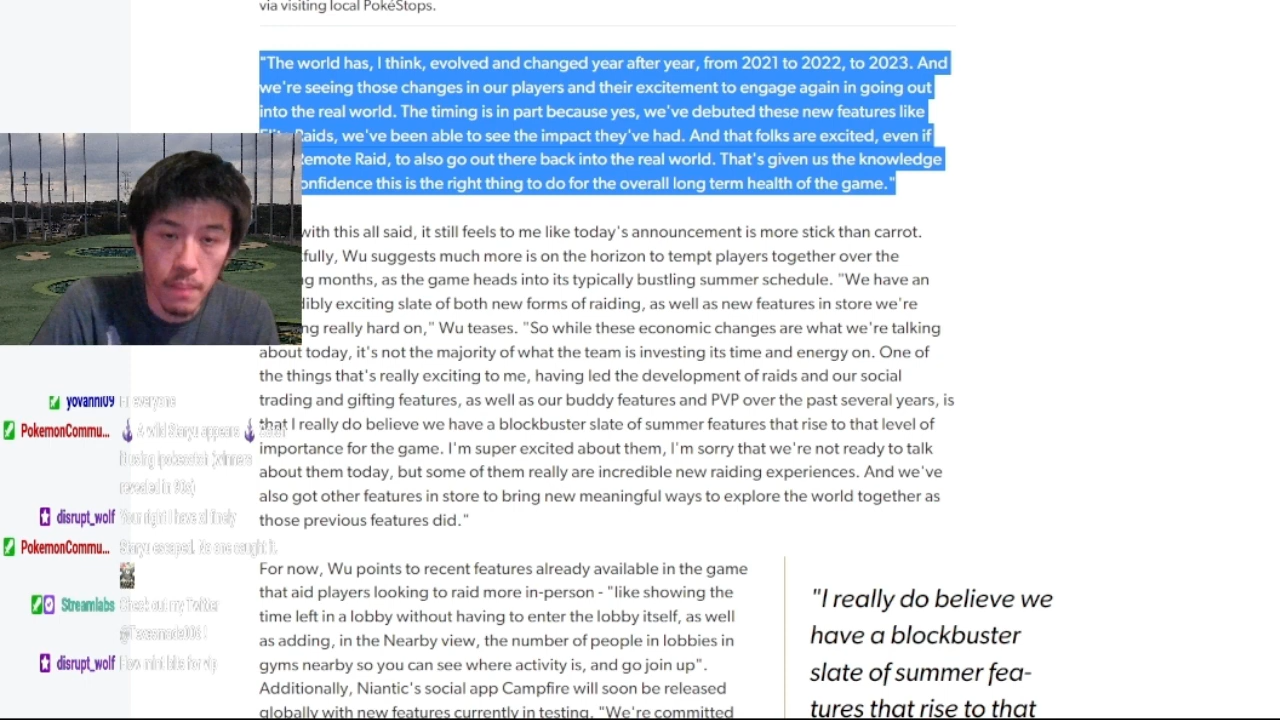 via visiting local PokéStops.
"The world has, I think, evolved and changed year after year, from 2021 to 2022, to 2023. And
we're seeing those changes in our players and their excitement to engage again in going out
into the real world. The timing is in part because yes, we've debuted these new features like
Raids, we've been able to see the impact they've had. And that folks are excited, even if
Remote Raid, to also go out there back into the real world. That's given us the knowledge
onfidence this is the right thing to do for the overall long term health of the game."
with this all said, it still feels to me like today's announcement is more stick than carrot.
fully, Wu suggests much more is on the horizon to tempt players together over the
ng months, as the game heads into its typically bustling summer schedule. "We have an
dibly exciting slate of both new forms of raiding, as well as new features in store we're
ng really hard on," Wu teases. "So while these economic changes are what we're talking
about today, it's not the majority of what the team is investing its time and energy on. One of
the things that's really exciting to me, having led the development of raids and our social
trading and gifting features, as well as our buddy features and PVP over the past several years, is
that I really do believe we have a blockbuster slate of summer features that rise to that level of
importance for the game. I'm super excited about them, I'm sorry that we're not ready to talk
about them today, but some of them really are incredible new raiding experiences. And we've
also got other features in store to bring new meaningful ways to explore the world together as
those previous features did."
For now, Wu points to recent features already available in the game
that aid players looking to raid more in-person - "like showing the
time left in a lobby without having to enter the lobby itself, as well
as adding, in the Nearby view, the number of people in lobbies in
gyms nearby so you can see where activity is, and go join up".
Additionally, Niantic's social app Campfire will soon be released
globally with new features currently in testing. "We're committed
"I really do believe we
have a blockbuster
slate of summer fea-
tures that rise to that
yovanni09 everyone
PokemonCommu... A wild Staryu appears
revealed in 90s)
disrupt_wolf
PokemonCommu... Staryu escaped. No one caught it.
Streamlabs Check out my Twitter
disrupt_wolf